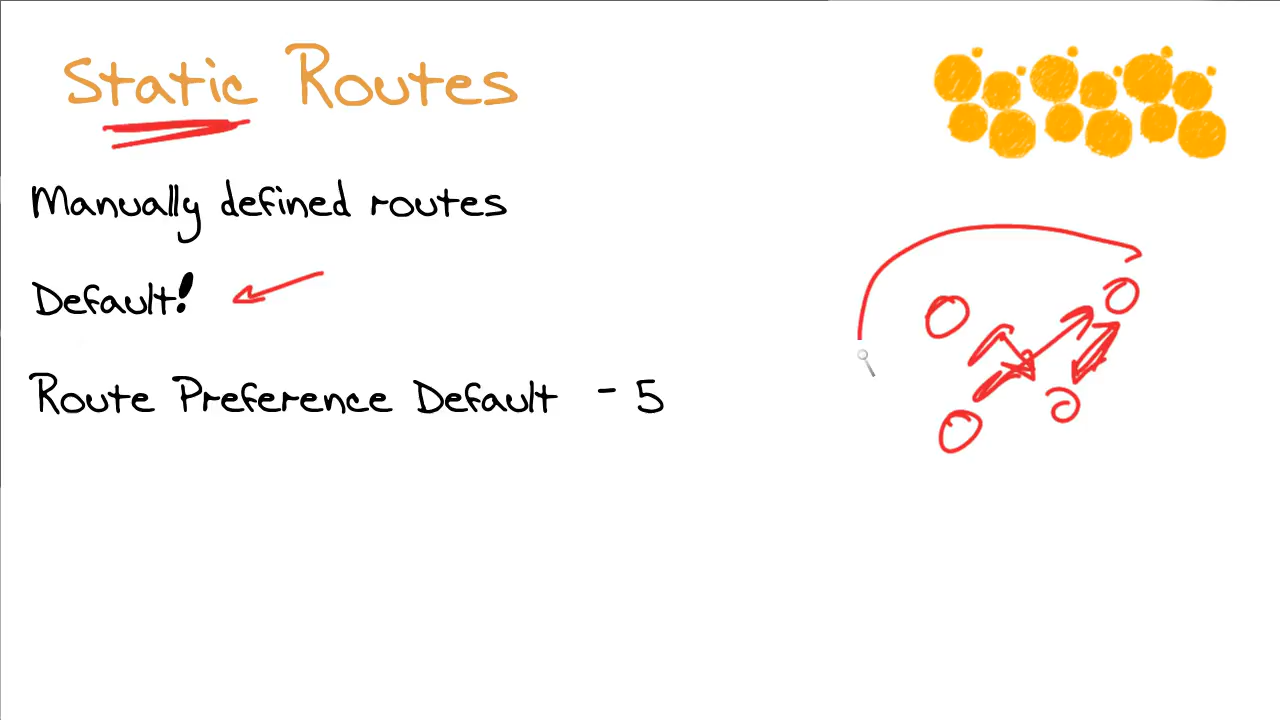 Static Routes
Manually defined routes
Default!
Route Preference Default - 5